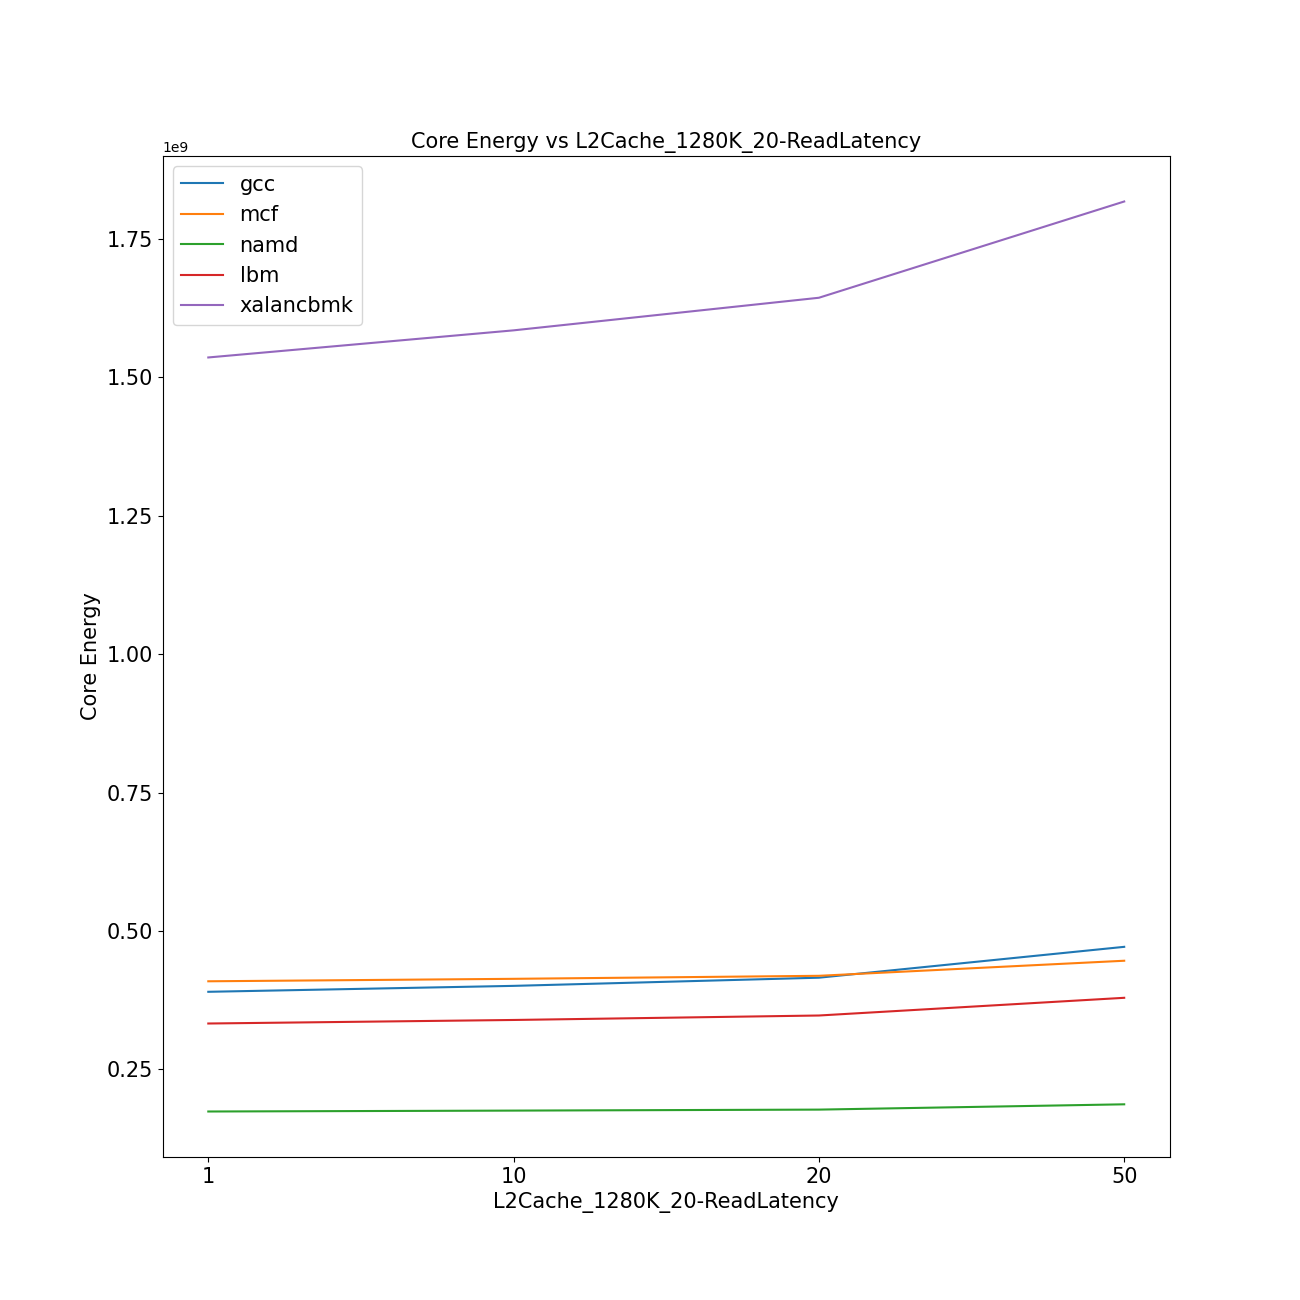 Core Energy vs L2Cache_1280K_20-ReadLatency
1e9
gcc
mcf
namd
lbm
xalancbmk
1.75
1.50
1.25
1.00
0.75
0.50
0.25
Core Energy
1 10 20 50
L2Cache_1280K_20-ReadLatency